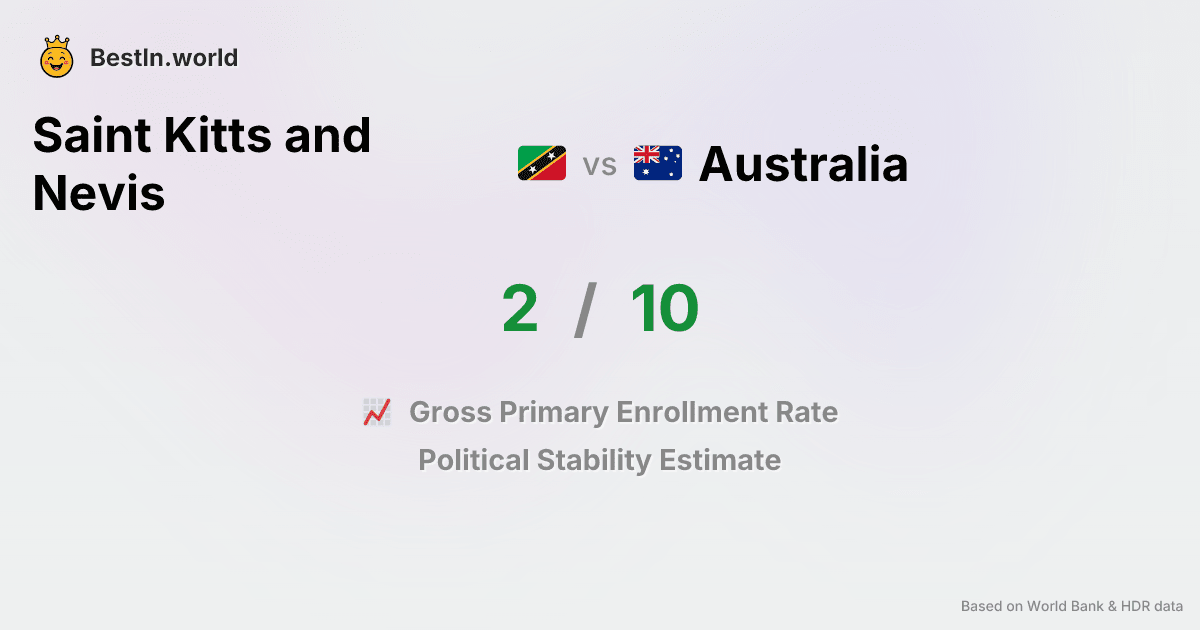 BestIn.world
Saint Kitts and
Nevis
vs
Australia
2 / 10
Gross Primary Enrollment Rate
Political Stability Estimate
Based on World Bank & HDR data